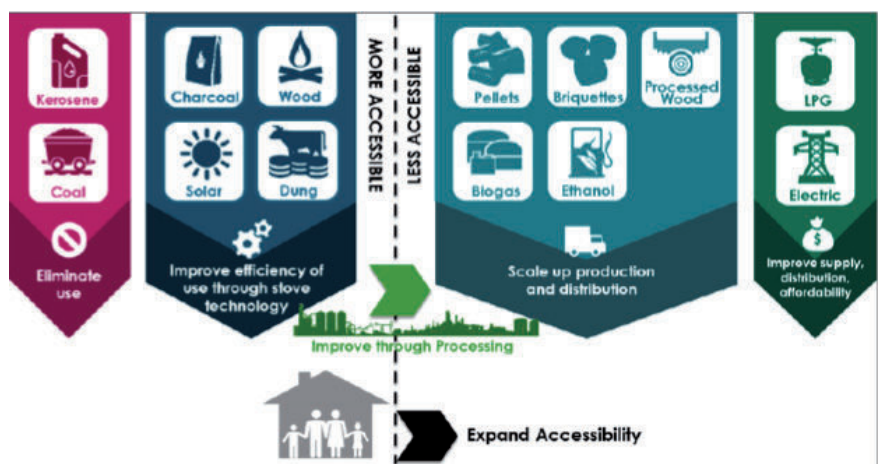 Kerosene
Coal
Eliminate
use
Charcoal
Wood
Solar
Dung
Improve efficiency of
use through stove
technology
MORE ACCESSIBLE
LESS ACCESSIBLE
Pellets
Briquettes
Processed
Wood
Biogas
Ethanol
Scale up production
and distribution
LPG
Electric
$
Improve supply,
distribution,
affordability
Improve through Processing
Expand Accessibility